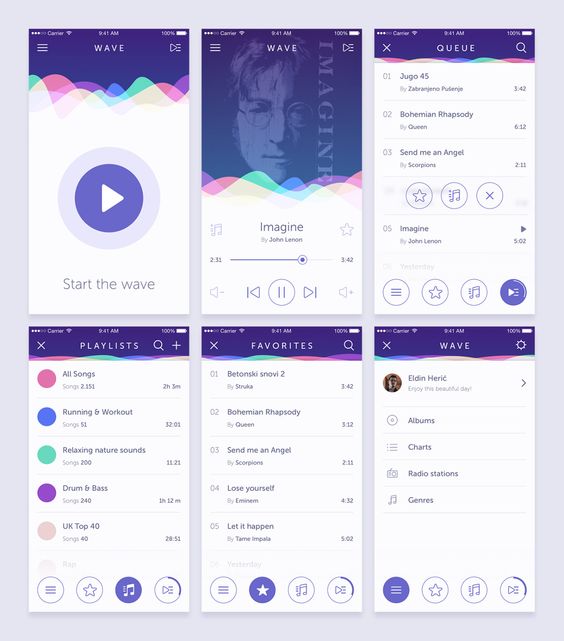 Carrier 9:41 AM 100%
WAVE
Start the wave
Carrier 9:41 AM 100%
WAVE
IMAGINE
Imagine
By John Lenon
2:31 3:42
Carrier 9:41 AM 100%
QUEUE
01 Jugo 45
By Zabranjeno Pušenje 3:42
02 Bohemian Rhapsody
By Queen 6:12
03 Send me an Angel
By Scorpions 2:11
05 Imagine
By John Lenon 5:02
06 Yesterday
Carrier 9:41 AM 100%
PLAYLISTS
All Songs
Songs 2.151 2h 3m
Running & Workout
Songs 51 32:01
Relaxing nature sounds
Songs 200 11:21
Drum & Bass
Songs 240 1h 12 m
UK Top 40
Songs 40 28:51
Rap
Carrier 9:41 AM 100%
FAVORITES
01 Betonski snovi 2
By Struka 3:42
02 Bohemian Rhapsody
By Queen 3:12
03 Send me an Angel
By Scorpions 2:11
04 Lose yourself
By Eminem 4:32
05 Let it happen
By Tame Impala 5:02
06 Yesterday
Carrier 9:41 AM 100%
WAVE
Eldin Herić
Enjoy this beautiful day!
Albums
Charts
Radio stations
Genres